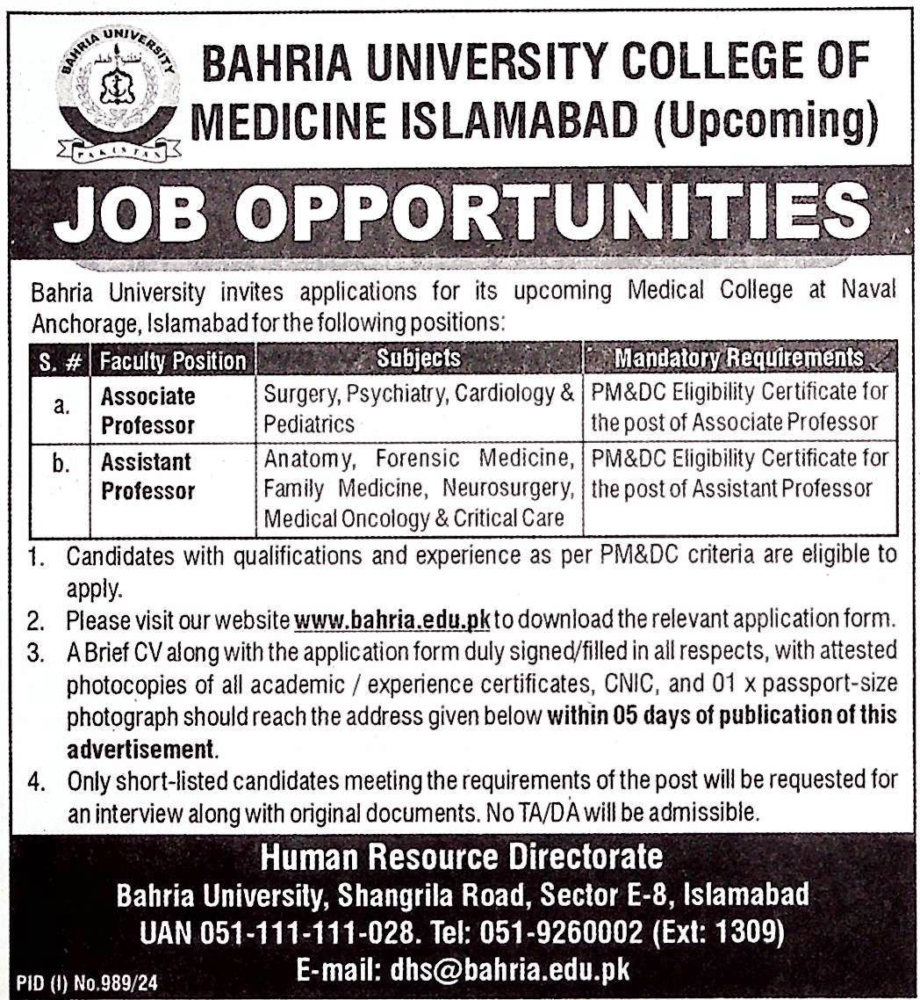 BAHRIA UNIVERSITY
PAKISTAN
BAHRIA UNIVERSITY COLLEGE OF
MEDICINE ISLAMABAD (Upcoming)
JOB OPPORTUNITIES
Bahria University invites applications for its upcoming Medical College at Naval
Anchorage, Islamabad for the following positions:
S. # Faculty Position Subjects Mandatory Requirements
a. Associate Professor Surgery, Psychiatry, Cardiology & Pediatrics PM&DC Eligibility Certificate for the post of Associate Professor
b. Assistant Professor Anatomy, Forensic Medicine, Family Medicine, Neurosurgery, Medical Oncology & Critical Care PM&DC Eligibility Certificate for the post of Assistant Professor
1. Candidates with qualifications and experience as per PM&DC criteria are eligible to
apply.
2. Please visit our website www.bahria.edu.pk to download the relevant application form.
3. A Brief CV along with the application form duly signed/filled in all respects, with attested
photocopies of all academic / experience certificates, CNIC, and 01 x passport-size
photograph should reach the address given below within 05 days of publication of this
advertisement.
4. Only short-listed candidates meeting the requirements of the post will be requested for
an interview along with original documents. No TA/DA will be admissible.
Human Resource Directorate
Bahria University, Shangrila Road, Sector E-8, Islamabad
UAN 051-111-111-028. Tel: 051-9260002 (Ext: 1309)
E-mail: dhs@bahria.edu.pk
PID (I) No.989/24